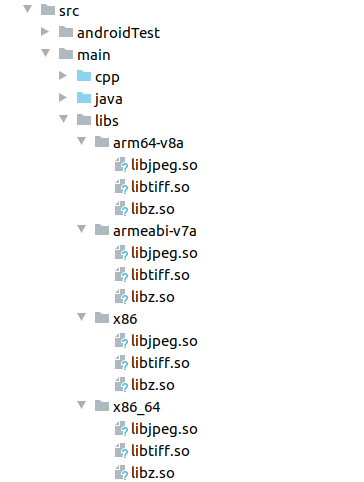 src
androidTest
main
cpp
java
libs
arm64-v8a
libjpeg.so
libtiff.so
libz.so
armeabi-v7a
libjpeg.so
libtiff.so
libz.so
x86
libjpeg.so
libtiff.so
libz.so
x86_64
libjpeg.so
libtiff.so
libz.so